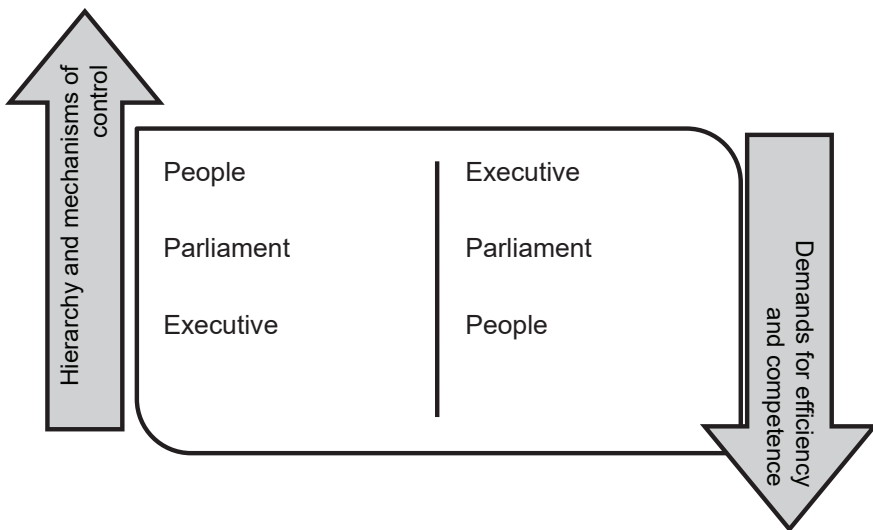 Hierarchy and mechanisms of
control
People
Parliament
Executive
Executive
Parliament
People
Demands for efficiency
and competence